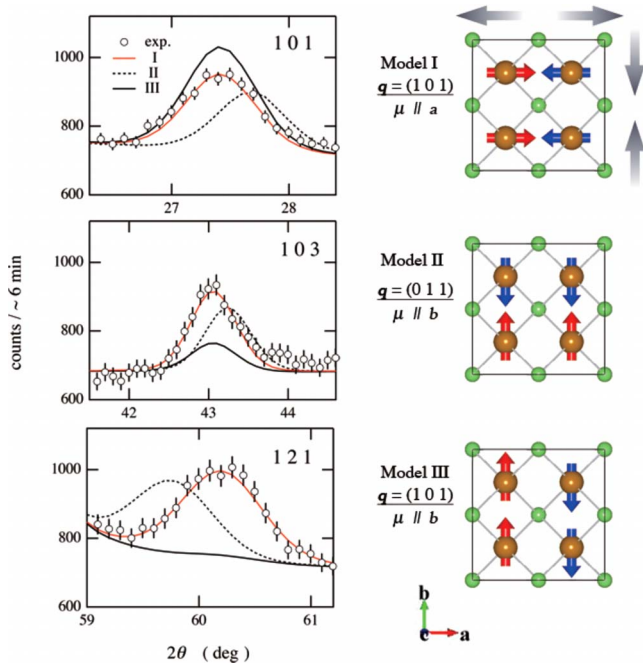 1 0 1
exp.
I
II
III
1000
800
600
27
28
1 0 3
1000
800
600
42
43
44
1 2 1
1000
800
600
59
60
61
counts / ~ 6 min
2θ ( deg )
Model I
q = (1 0 1)
μ // a
Model II
q = (0 1 1)
μ // b
Model III
q = (1 0 1)
μ // b
b
c
a